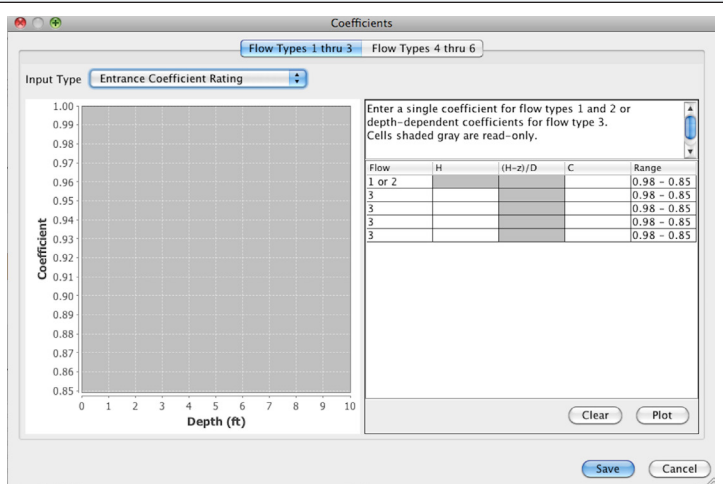 Coefficients
Flow Types 1 thru 3 Flow Types 4 thru 6
Input Type Entrance Coefficient Rating
1.00
0.99
0.98
0.97
0.96
0.95
0.94
0.93
0.92
0.91
0.90
0.89
0.88
0.87
0.86
0.85
Coefficient
0 1 2 3 4 5 6 7 8 9 10
Depth (ft)
Enter a single coefficient for flow types 1 and 2 or
depth-dependent coefficients for flow type 3.
Cells shaded gray are read-only.
Flow H (H-z)/D C Range
1 or 2 0.98 - 0.85
3 0.98 - 0.85
3 0.98 - 0.85
3 0.98 - 0.85
3 0.98 - 0.85
Clear Plot
Save Cancel